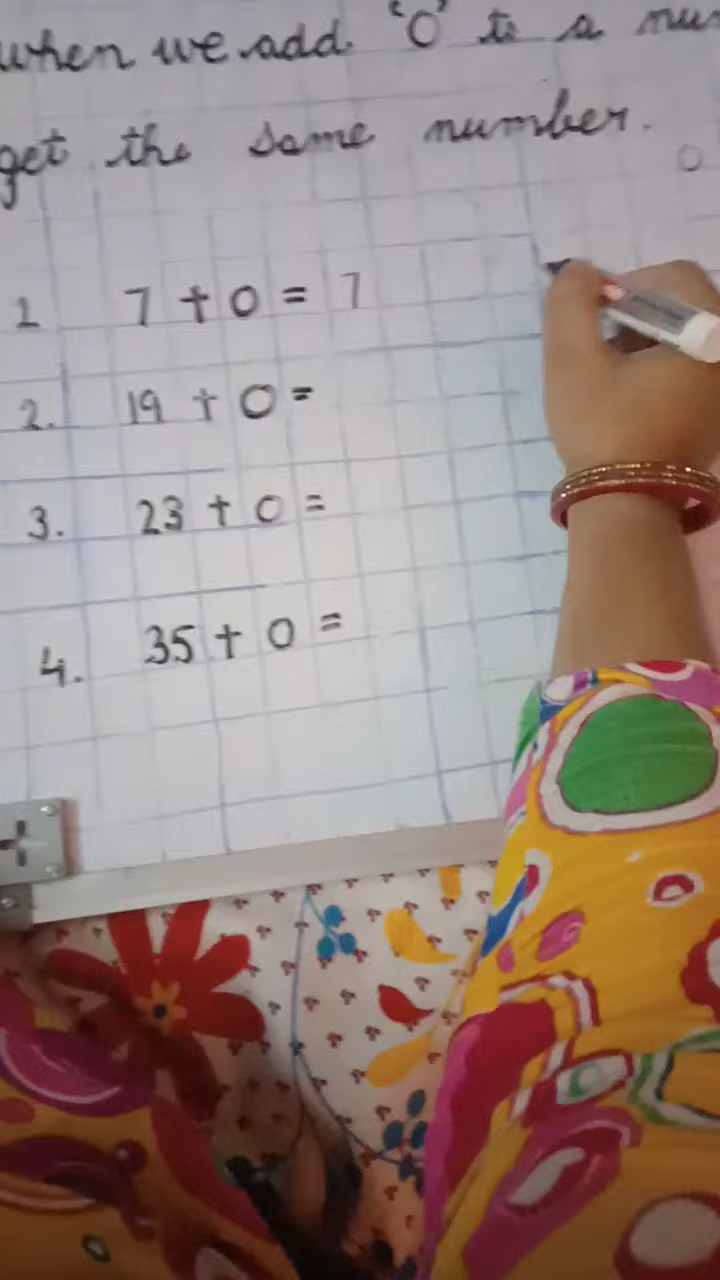 when we add '0' to a
get the same number.
0
1 7 + 0 = 7
2. 19 + 0 =
3. 23 + 0 =
4. 35 + 0 =